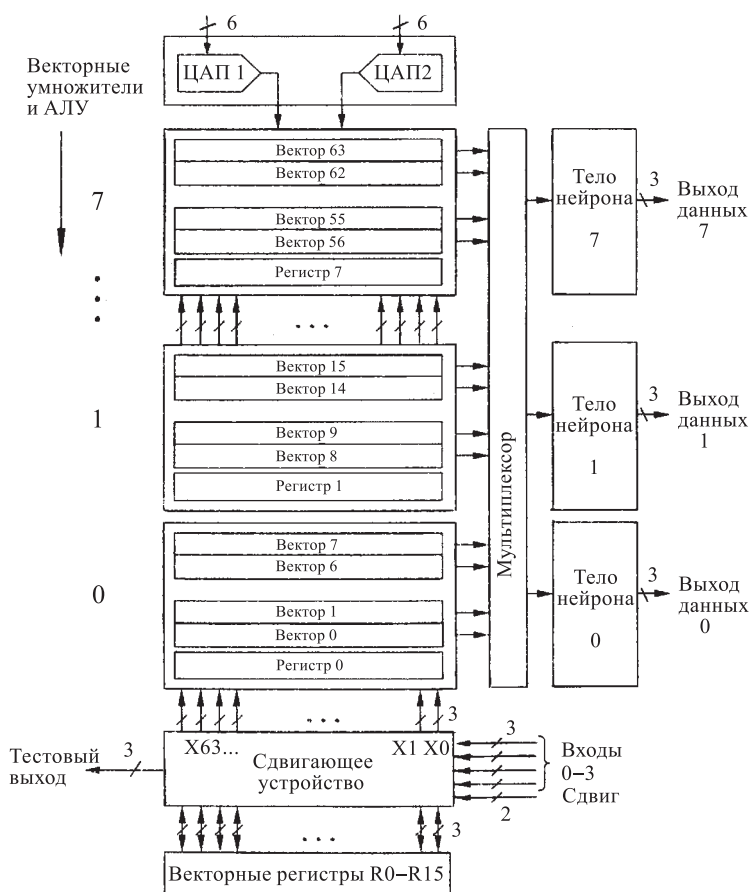 6
6
ЦАП 1
ЦАП2
Векторные
умножители
и АЛУ
Вектор 63
Вектор 62
Вектор 55
Вектор 56
Регистр 7
7
...
Тело
нейрона
7
3
Выход
данных
7
...
Вектор 15
Вектор 14
Вектор 9
Вектор 8
Регистр 1
1
Мультиплексор
Тело
нейрона
1
3
Выход
данных
1
Вектор 7
Вектор 6
Вектор 1
Вектор 0
Регистр 0
0
Тело
нейрона
0
3
Выход
данных
0
...
3
X63...
X1 X0
Сдвигающее
устройство
Тестовый
выход
3
3
Входы
0–3
Сдвиг
2
...
3
Векторные регистры R0–R15